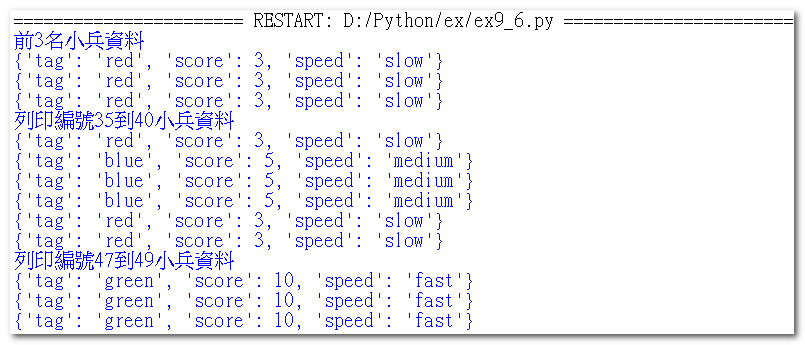 ======================= RESTART: D:/Python/ex/ex9_6.py =======================
前3名小兵資料
{'tag': 'red', 'score': 3, 'speed': 'slow'}
{'tag': 'red', 'score': 3, 'speed': 'slow'}
{'tag': 'red', 'score': 3, 'speed': 'slow'}
列印編號35到40小兵資料
{'tag': 'red', 'score': 3, 'speed': 'slow'}
{'tag': 'blue', 'score': 5, 'speed': 'medium'}
{'tag': 'blue', 'score': 5, 'speed': 'medium'}
{'tag': 'blue', 'score': 5, 'speed': 'medium'}
{'tag': 'red', 'score': 3, 'speed': 'slow'}
{'tag': 'red', 'score': 3, 'speed': 'slow'}
列印編號47到49小兵資料
{'tag': 'green', 'score': 10, 'speed': 'fast'}
{'tag': 'green', 'score': 10, 'speed': 'fast'}
{'tag': 'green', 'score': 10, 'speed': 'fast'}